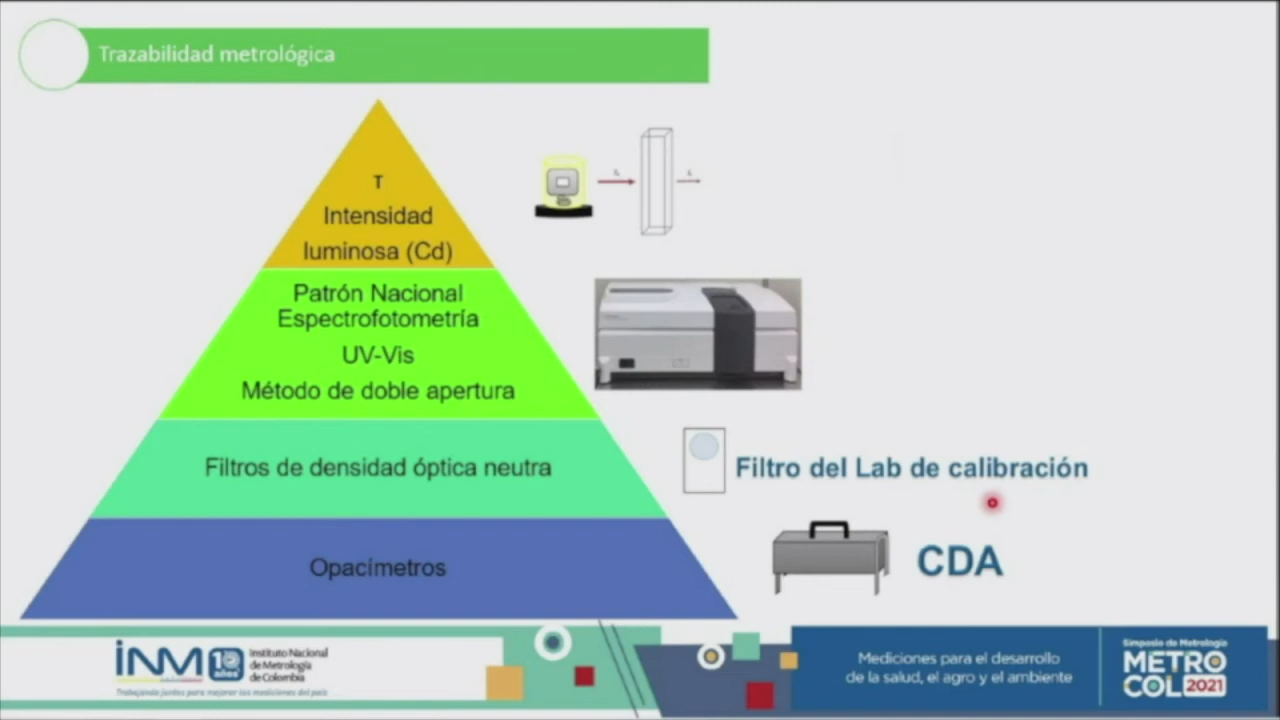 Trazabilidad metrológica
T
Intensidad
luminosa (Cd)
Patrón Nacional
Espectrofotometría
UV-Vis
Método de doble apertura
Filtros de densidad óptica neutra
Filtro del Lab de calibración
Opacímetros
CDA
INM
10 años
Instituto Nacional
de Metrología
de Colombia
Trabajando juntos para mejorar las mediciones del país
Mediciones para el desarrollo
de la salud, el agro y el ambiente
Simposio de Metrología
METRO
COL 2021